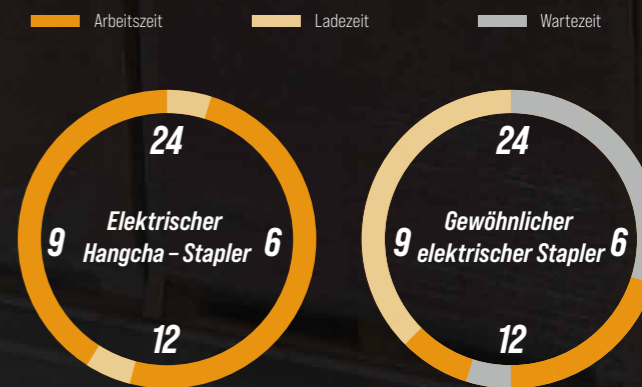 Arbeitszeit
Ladezeit
Wartezeit
24
9 Elektrischer Hangcha – Stapler 6
12
24
9 Gewöhnlicher elektrischer Stapler 6
12